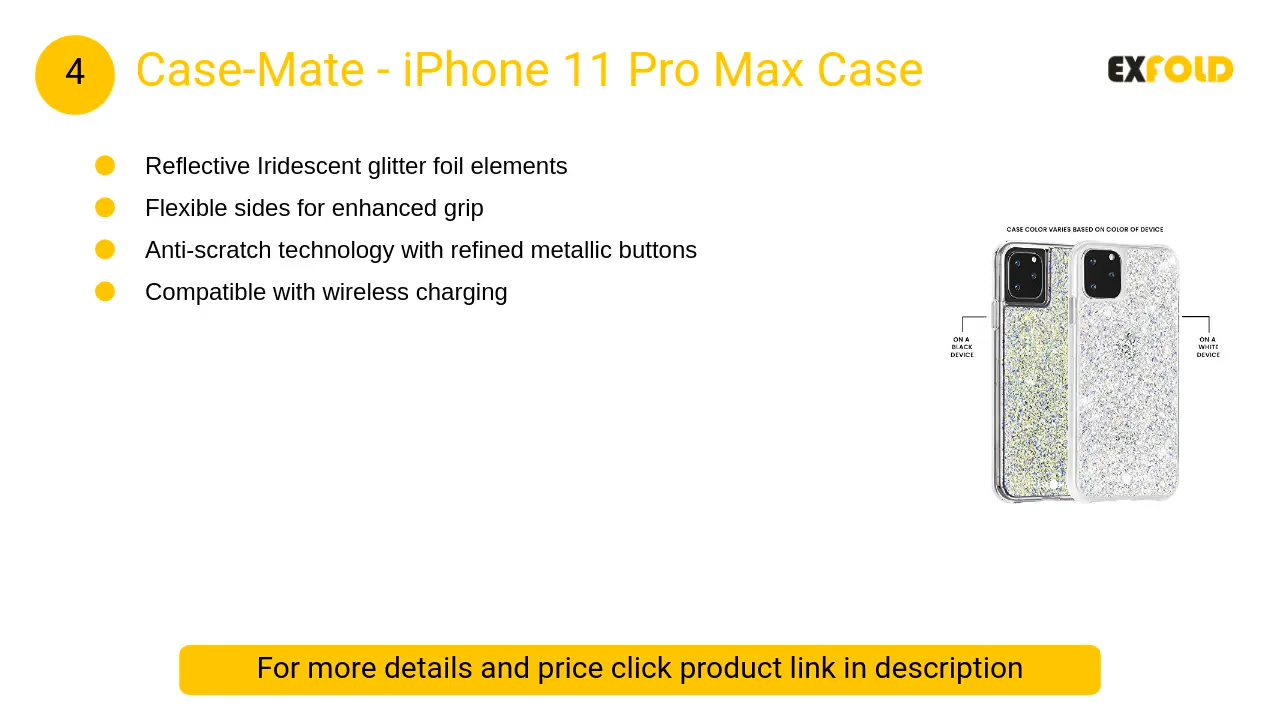 4
Case-Mate - iPhone 11 Pro Max Case
EXFOLD
Reflective Iridescent glitter foil elements
Flexible sides for enhanced grip
Anti-scratch technology with refined metallic buttons
Compatible with wireless charging
CASE COLOR VARIES BASED ON COLOR OF DEVICE
ON A
BLACK
DEVICE
ON A
WHITE
DEVICE
For more details and price click product link in description